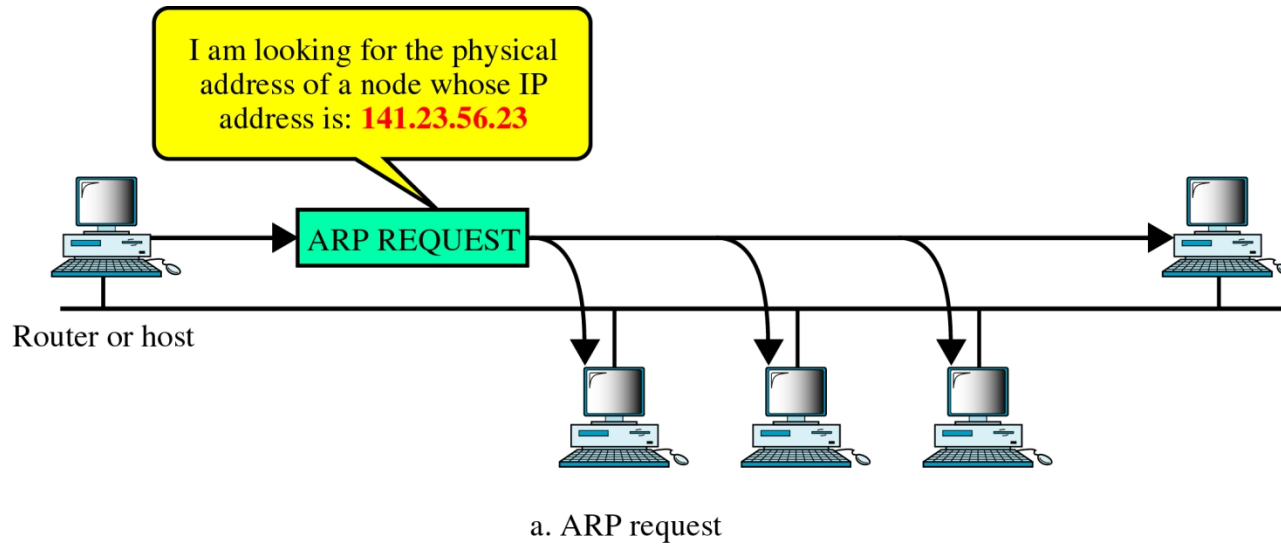 I am looking for the physical
address of a node whose IP
address is: 141.23.56.23
ARP REQUEST
Router or host
a. ARP request